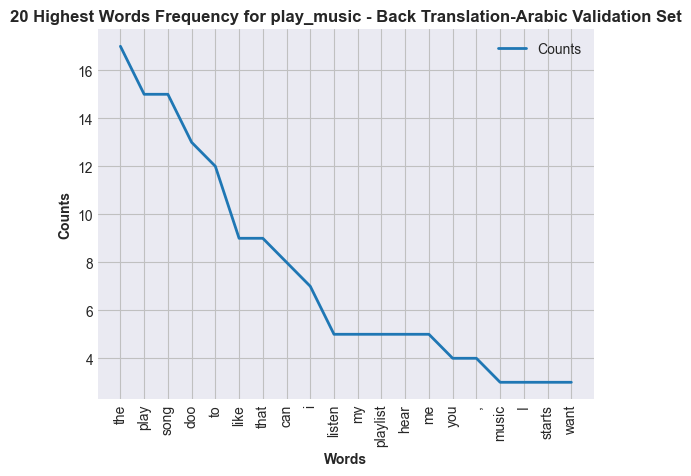 20 Highest Words Frequency for play_music - Back Translation-Arabic Validation Set
Counts
Counts
16
14
12
10
8
6
4
the
play
song
doo
to
like
that
can
i
listen
my
playlist
hear
me
you
,
music
I
starts
want
Words